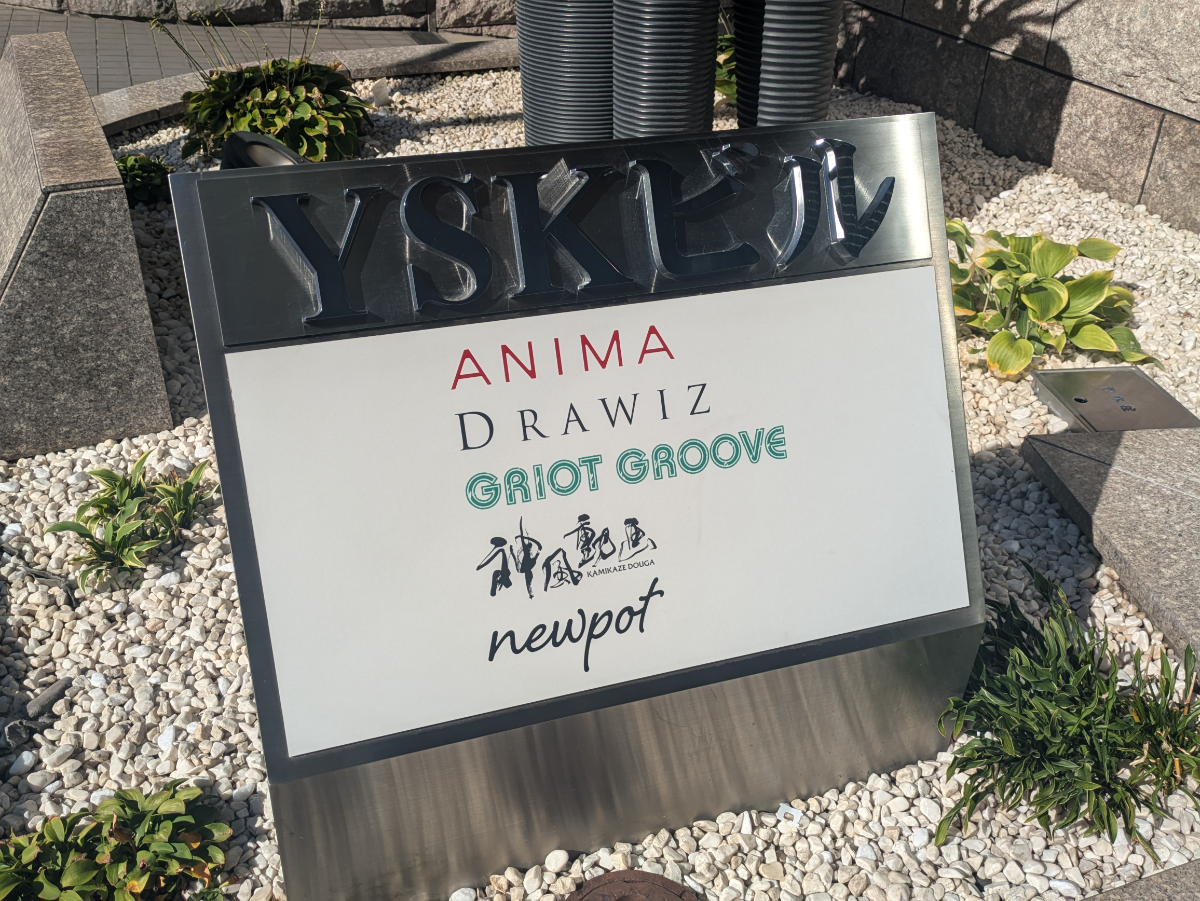 YSKビル
ANIMA
DRAWIZ
GRIOT GROOVE
神風動画
KAMIKAZE DOUGA
newpot